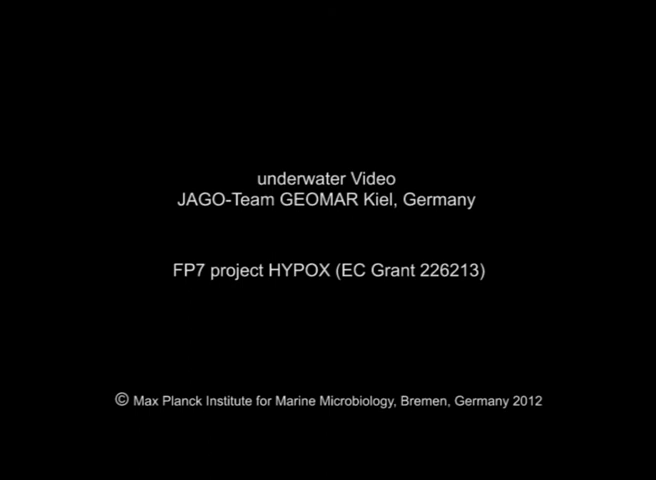 underwater Video
JAGO-Team GEOMAR Kiel, Germany
FP7 project HYPOX (EC Grant 226213)
© Max Planck Institute for Marine Microbiology, Bremen, Germany 2012